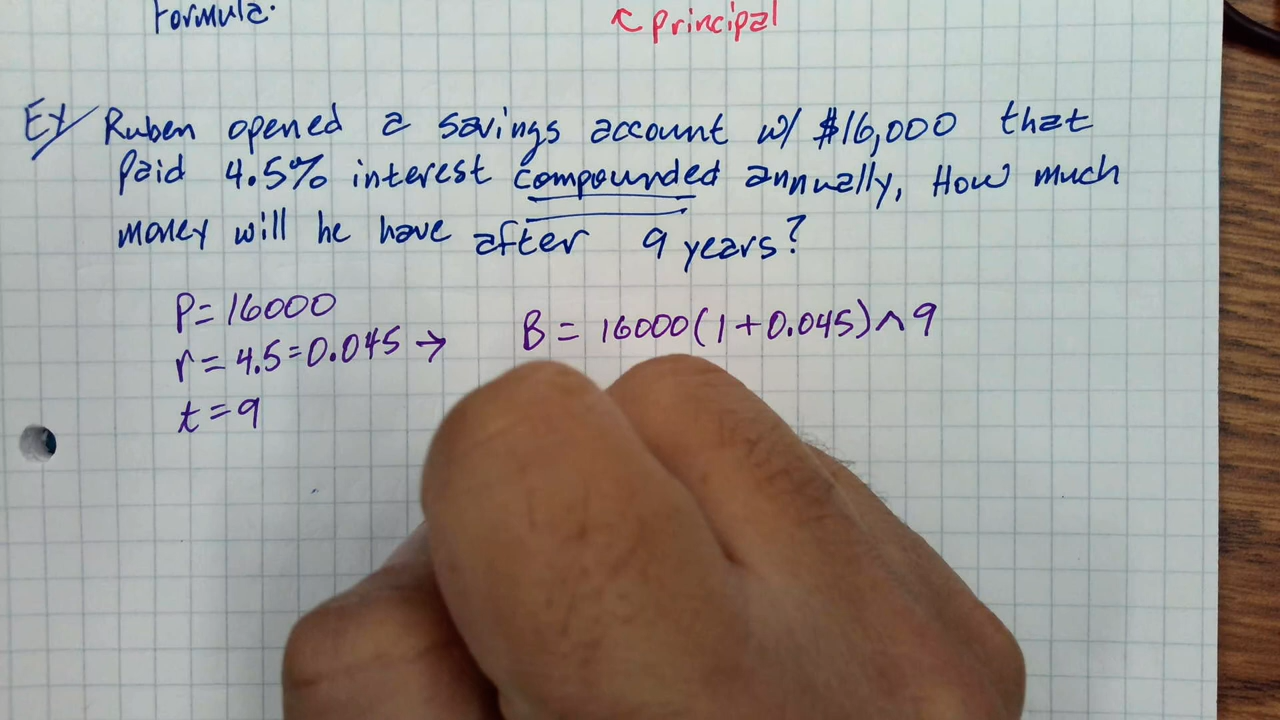 Formula.
↖ principal
Ex/ Ruben opened a savings account w/ $16,000 that
paid 4.5% interest compounded annually, How much
money will he have after 9 years?
P = 16000
r = 4.5 = 0.045 →
B = 16000(1+0.045)^9
t = 9